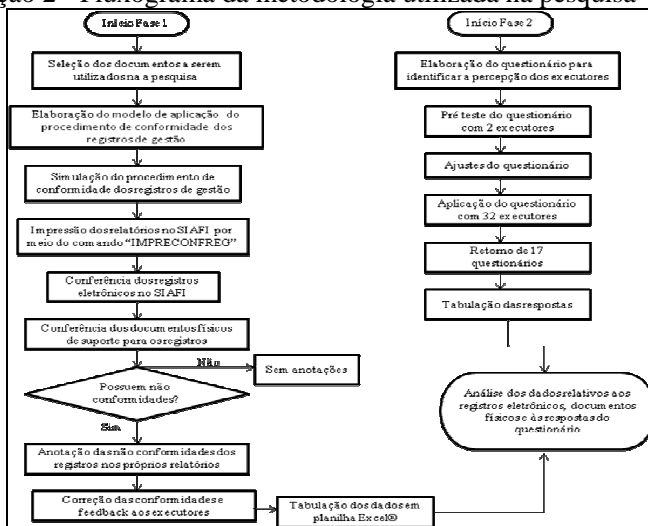 ção 2 - Fluxograma da metodologia utilizada na pesquisa
Início Fase 1
Seleção dos documentos a serem
utilizados na a pesquisa
Elaboração do modelo de aplicação do
procedimento de conformidade dos
registros de gestão
Simulação do procedimento de
conformidade dos registros de gestão
Impressão dos relatórios no SIAFI por
meio do comando “IMPRECONFREG”
Conferência dos registros
eletrônicos no SIAFI
Conferência dos documentos físicos
de suporte para os registros
Não
Sem anotações
Possuem não
conformidades?
Sim
Anotação das não conformidades dos
registros nos próprios relatórios
Correção das conformidades e
feedback aos executores
Tabulação dos dados em
planilha Excel®
Início Fase 2
Elaboração do questionário para
identificar a percepção dos executores
Pré teste do questionário
com 2 executores
Ajustes do questionário
Aplicação do questionário
com 32 executores
Retorno de 17
questionários
Tabulação das respostas
Análise dos dados relativos aos
registros eletrônicos, documentos
físicos e às respostas do
questionário